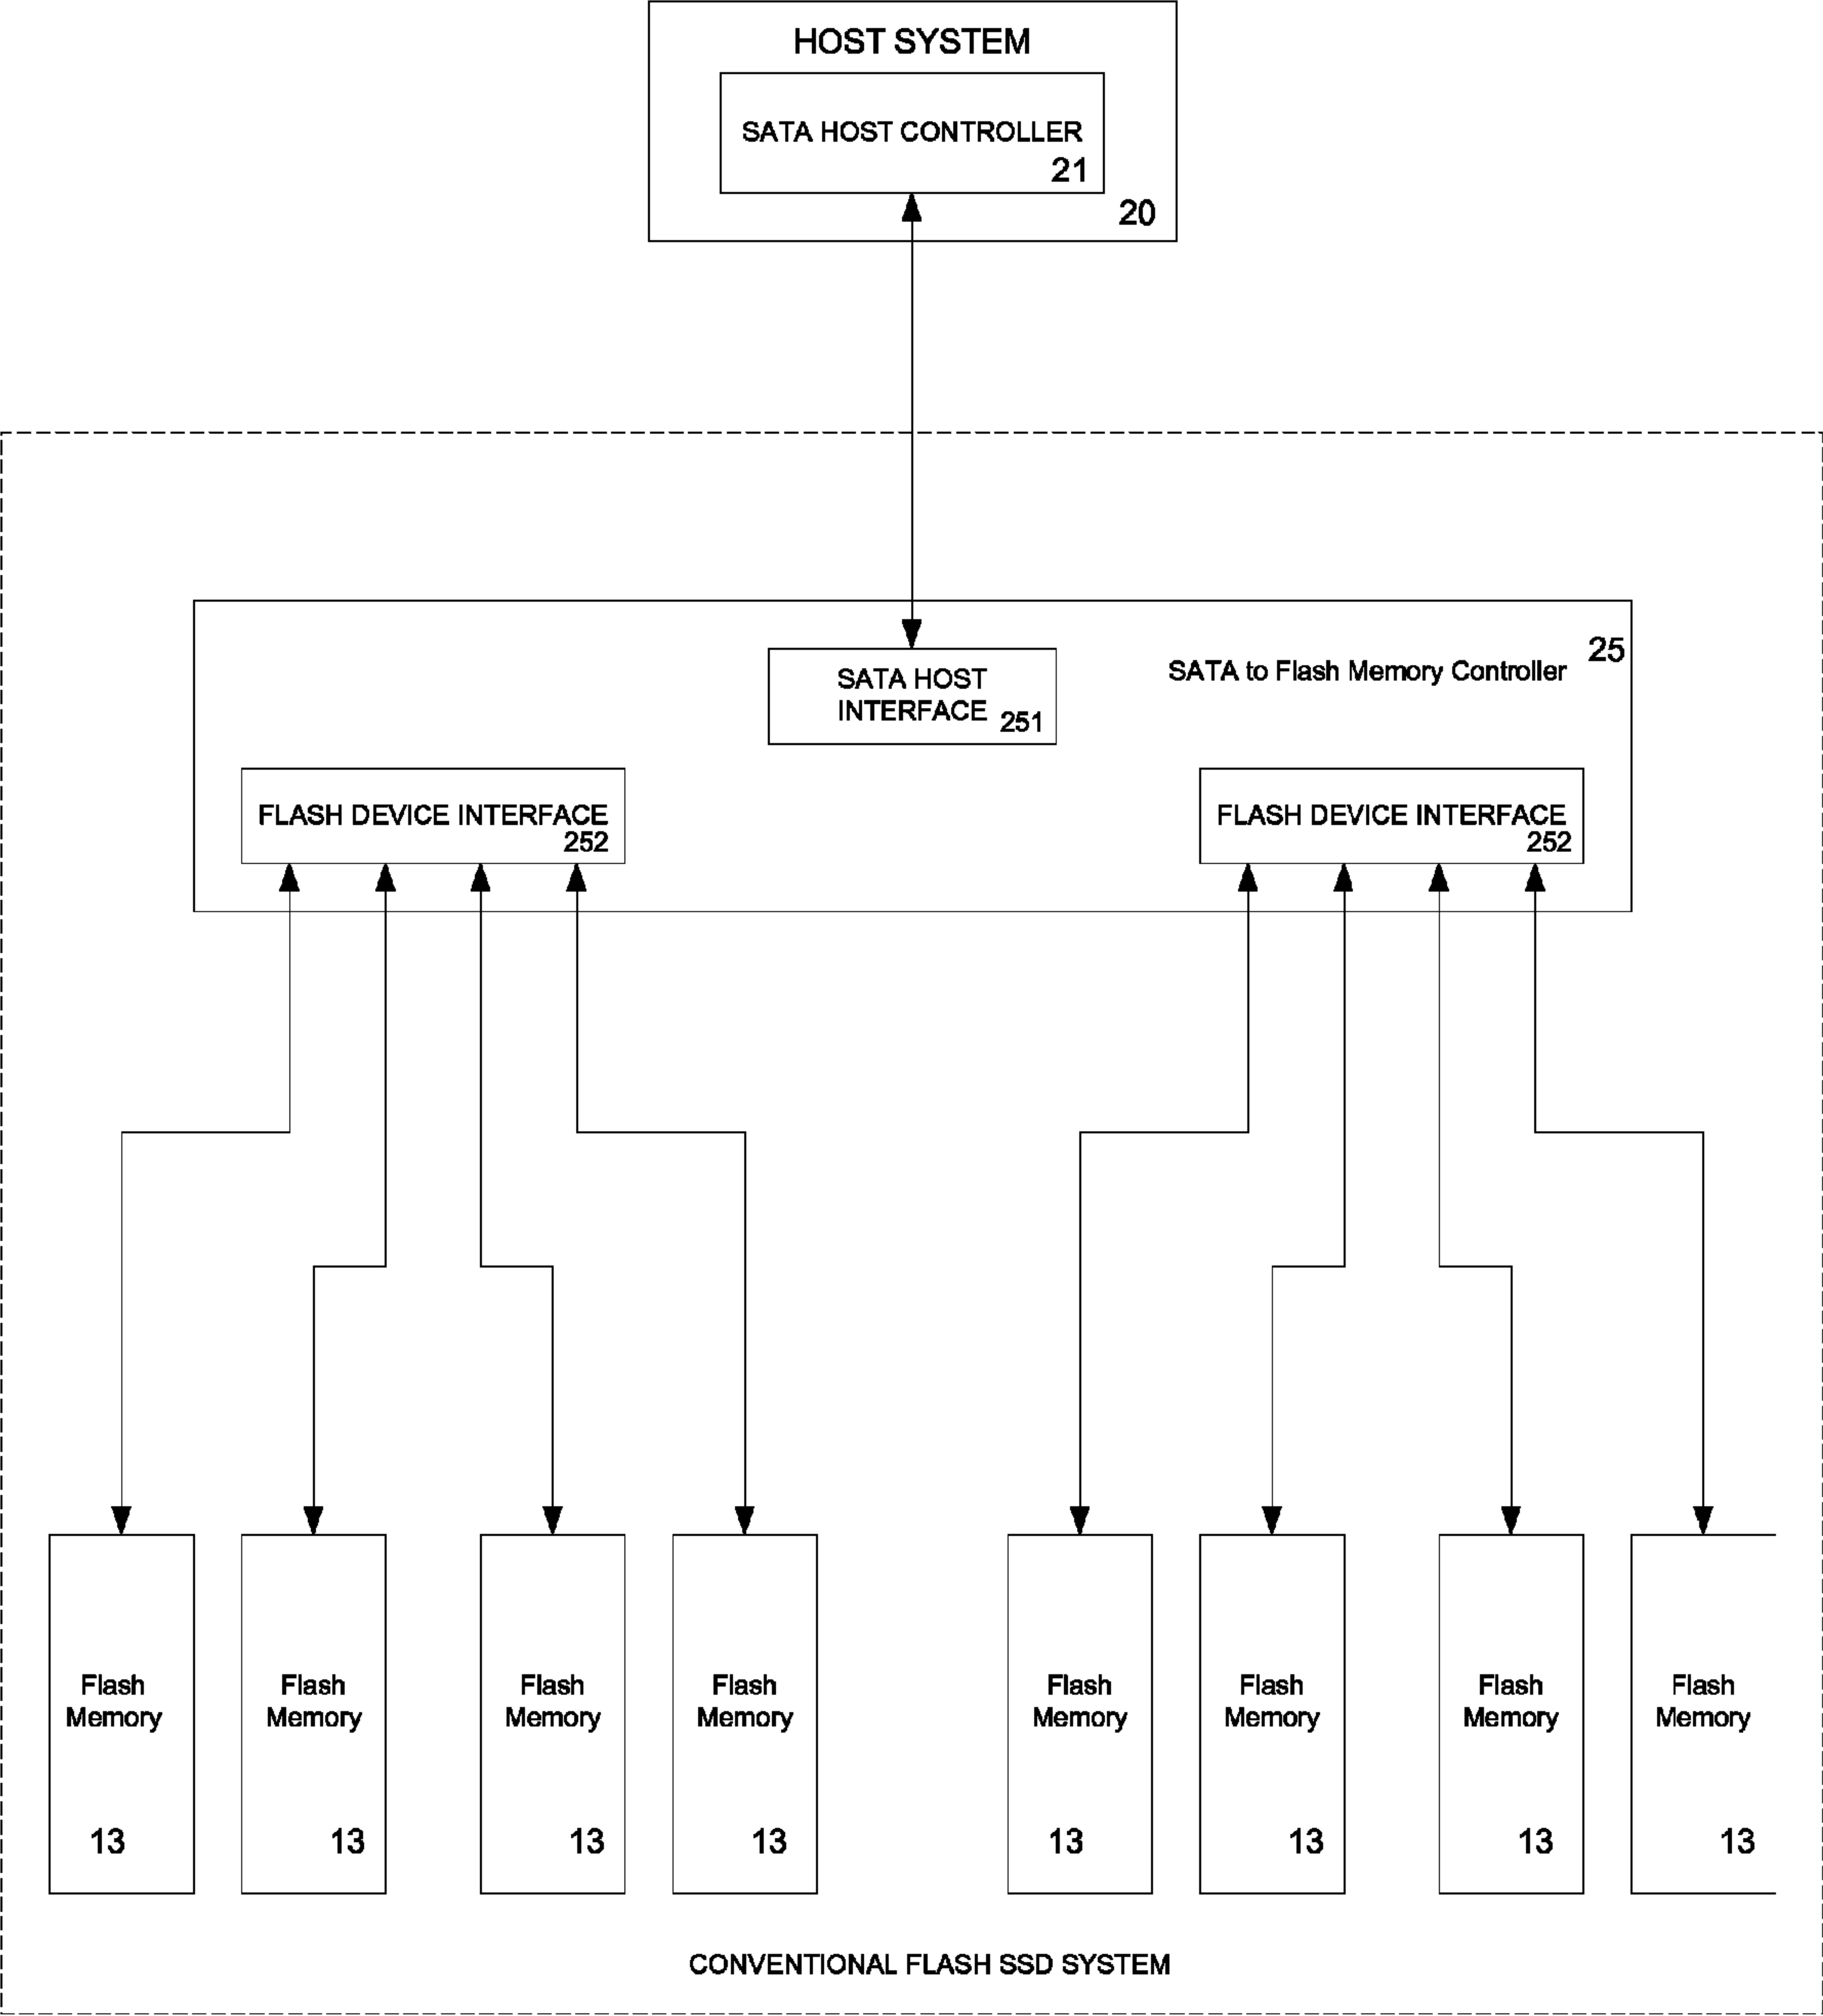 HOST SYSTEM
SATA HOST CONTROLLER
21
20
25
SATA to Flash Memory Controller
SATA HOST
INTERFACE 251
FLASH DEVICE INTERFACE
252
FLASH DEVICE INTERFACE
252
Flash
Memory
13
Flash
Memory
13
Flash
Memory
13
Flash
Memory
13
Flash
Memory
13
Flash
Memory
13
Flash
Memory
13
Flash
Memory
13
CONVENTIONAL FLASH SSD SYSTEM